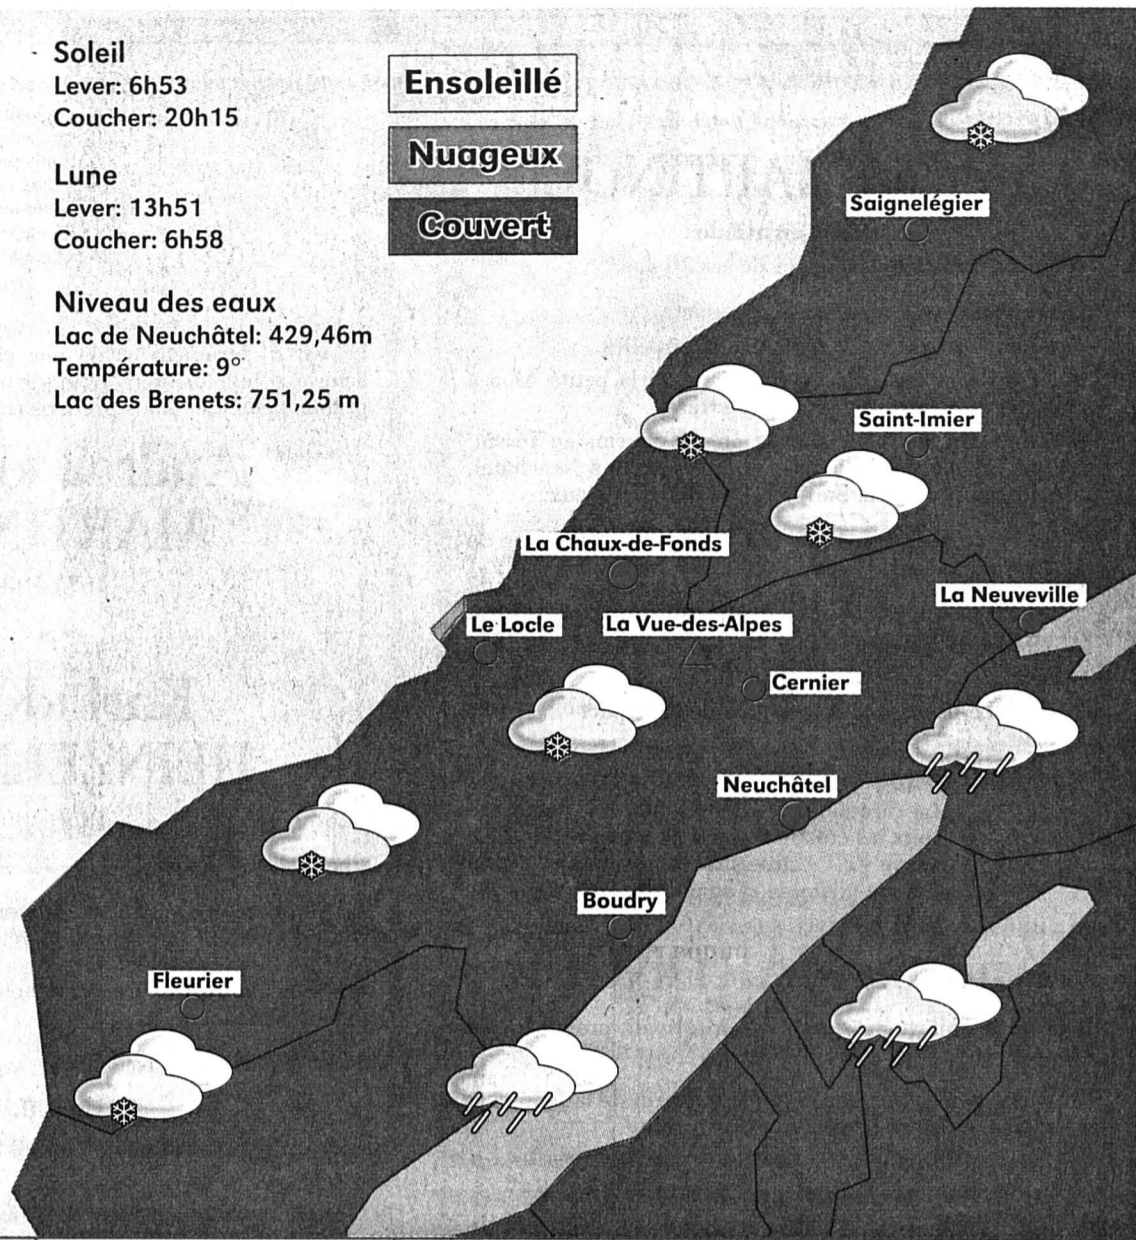 Soleil
Lever: 6h53
Coucher: 20h15
Lune
Lever: 13h51
Coucher: 6h58
Niveau des eaux
Lac de Neuchâtel: 429,46m
Température: 9°
Lac des Brenets: 751,25 m
Ensoleillé
Nuageux
Couvert
Saignelégier
Saint-Imier
La Chaux-de-Fonds
La Neuveville
Le Locle
La Vue-des-Alpes
Cernier
Neuchâtel
Boudry
Fleurier